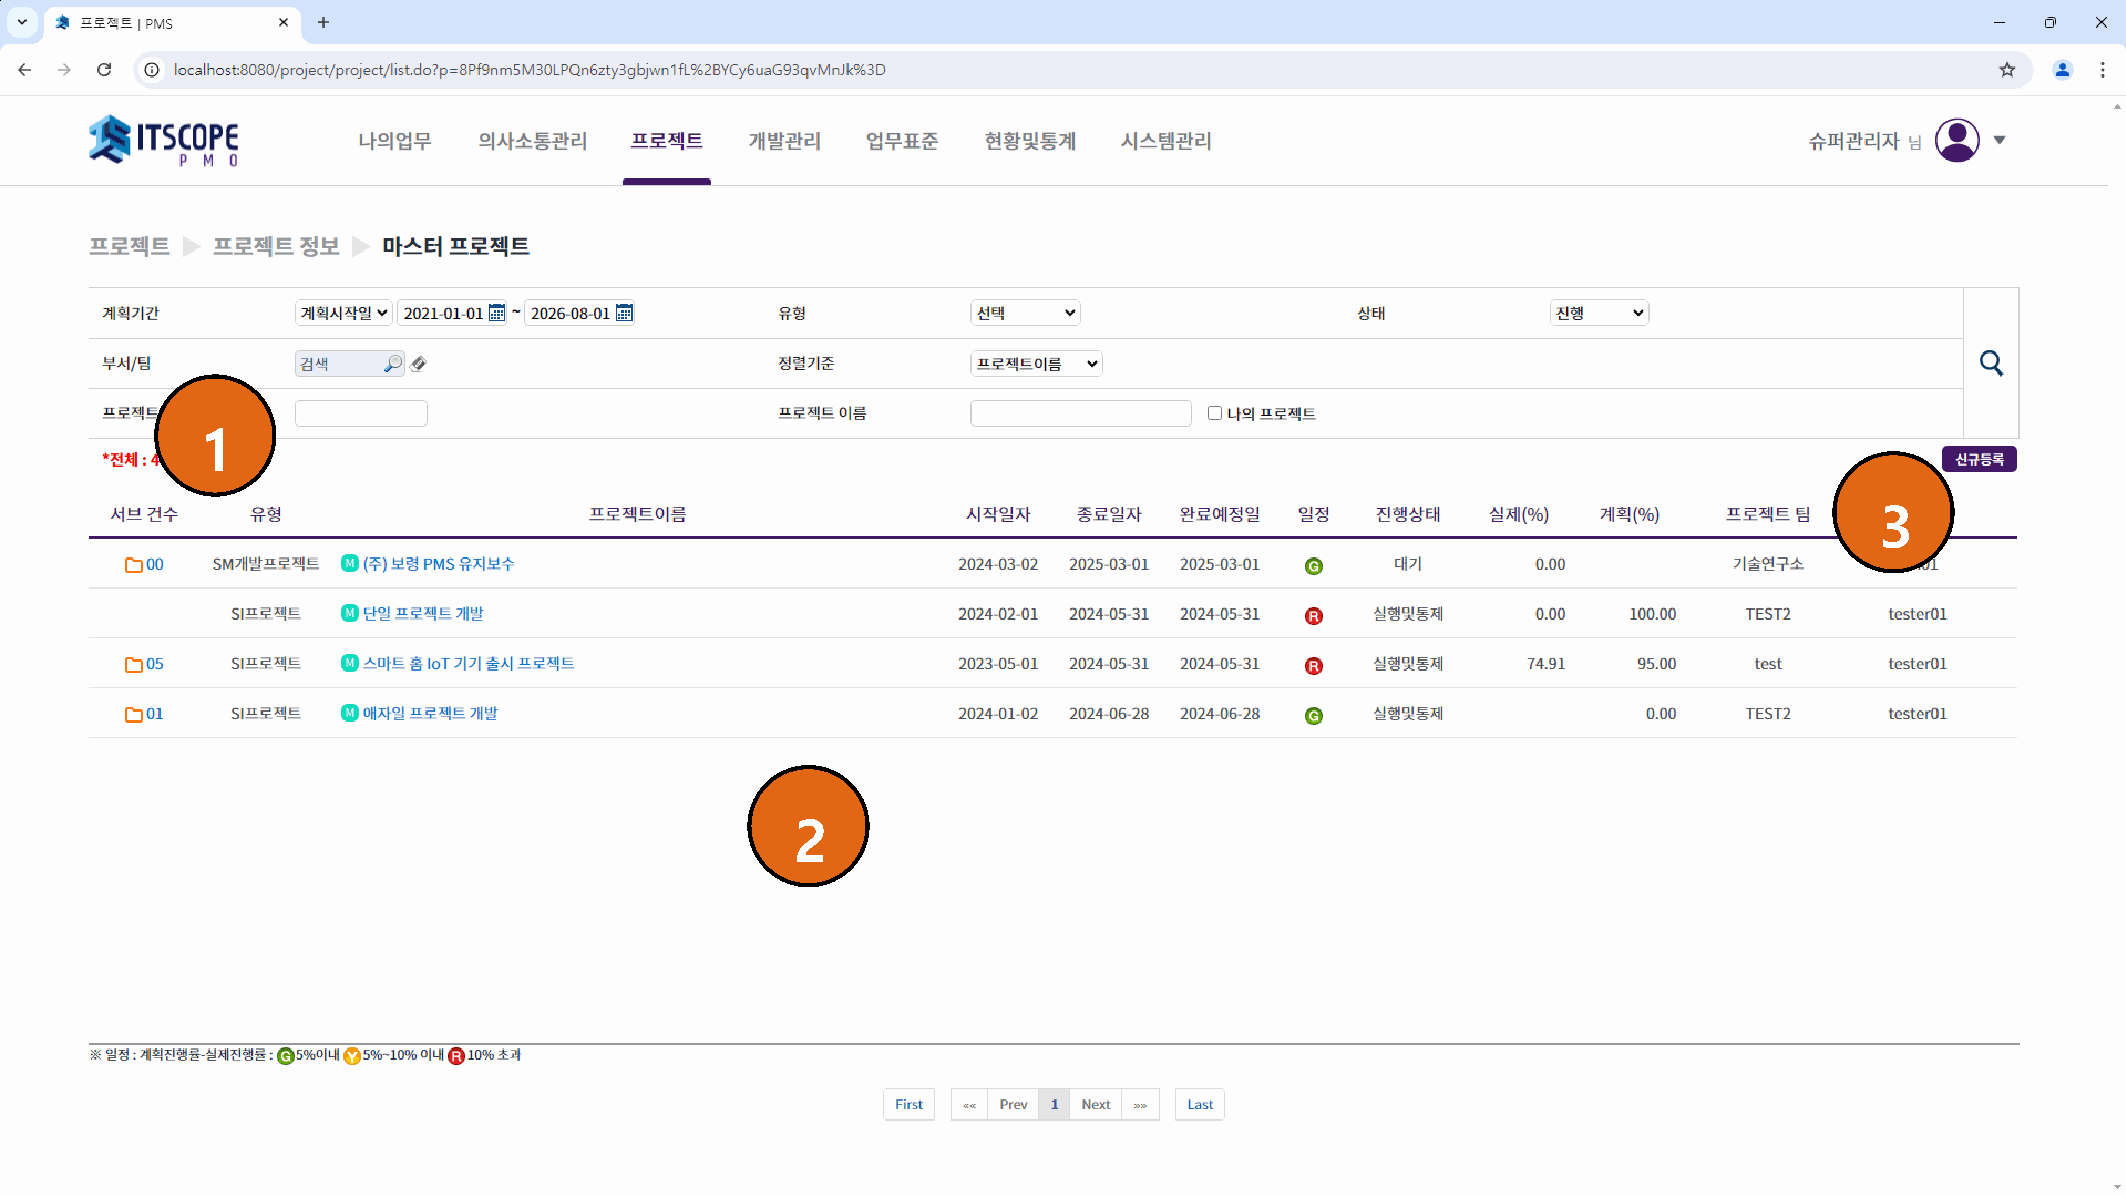 프로젝트 | PMS
localhost:8080/project/project/list.do?p=8Pf9nm5M30LPQn6zty3gbjwn1fL%2BYCy6uaG93qvMnJk%3D
ITSCOPE
PMO
나의업무 의사소통관리 프로젝트 개발관리 업무표준 현황및통계 시스템관리 슈퍼관리자 님
프로젝트 프로젝트 정보 마스터 프로젝트
계획기간 계획시작일 2021-01-01 ~ 2026-08-01 유형 선택 상태 진행
부서/팀 검색 정렬기준 프로젝트이름
프로젝트 프로젝트 이름 나의 프로젝트
1
*전체 : 4 신규등록
3
서브 건수 유형 프로젝트이름 시작일자 종료일자 완료예정일 일정 진행상태 실제(%) 계획(%) 프로젝트 팀
00 SM개발프로젝트 M (주) 보령 PMS 유지보수 2024-03-02 2025-03-01 2025-03-01 G 대기 0.00 기술연구소
SI프로젝트 M 단일 프로젝트 개발 2024-02-01 2024-05-31 2024-05-31 R 실행및통제 0.00 100.00 TEST2 tester01
05 SI프로젝트 M 스마트 홈 IoT 기기 출시 프로젝트 2023-05-01 2024-05-31 2024-05-31 R 실행및통제 74.91 95.00 test tester01
01 SI프로젝트 M 애자일 프로젝트 개발 2024-01-02 2024-06-28 2024-06-28 G 실행및통제 0.00 TEST2 tester01
2
※ 일정 : 계획진행률-실제진행률 : G 5%이내 Y 5%~10% 이내 R 10% 초과
First «« Prev 1 Next »» Last